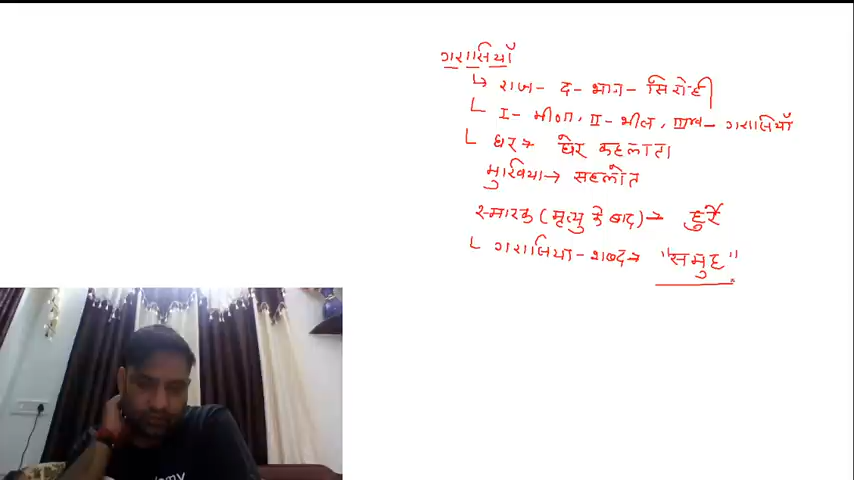 गरासियाँ
↳ राज - द - भाग - सिरोही
└ I - मीणा, II - भील, III - गरासियाँ
└ घर → घेर कहलाता
मुखिया → सहलोत
स्मारक (मृत्यु के बाद) → हुर्रे
└ गरासिया - शब्द → "समुह"